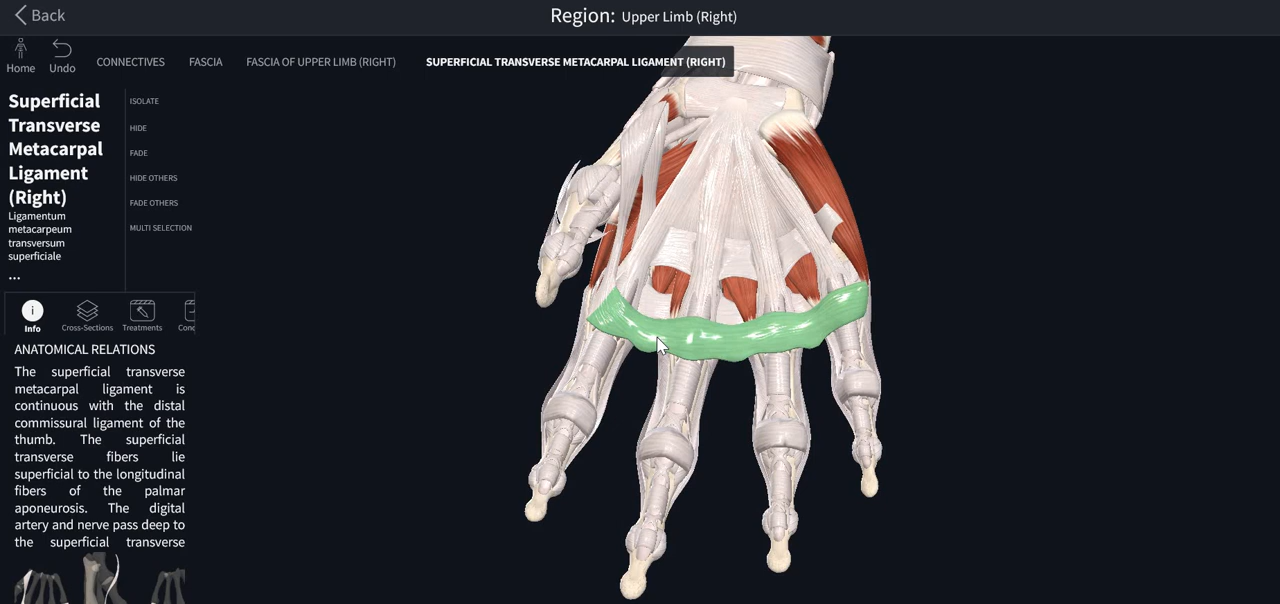 Back
Region: Upper Limb (Right)
Home
Undo
CONNECTIVES
FASCIA
FASCIA OF UPPER LIMB (RIGHT)
SUPERFICIAL TRANSVERSE METACARPAL LIGAMENT (RIGHT)
Superficial
Transverse
Metacarpal
Ligament
(Right)
Ligamentum
metacarpeum
transversum
superficiale
...
ISOLATE
HIDE
FADE
HIDE OTHERS
FADE OTHERS
MULTI SELECTION
i
Info
Cross-Sections
Treatments
Conc
ANATOMICAL RELATIONS
The superficial transverse
metacarpal ligament is
continuous with the distal
commissural ligament of the
thumb. The superficial
transverse fibers lie
superficial to the longitudinal
fibers of the palmar
aponeurosis. The digital
artery and nerve pass deep to
the superficial transverse